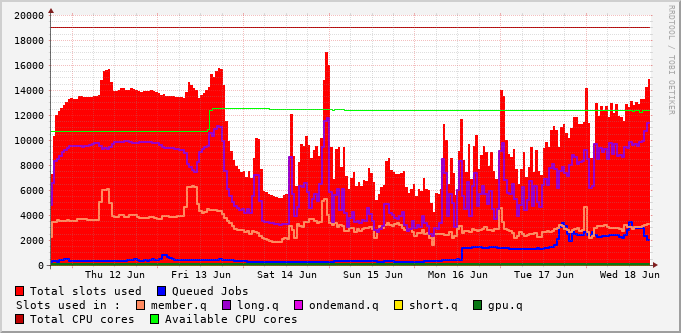 20000
18000
16000
14000
12000
10000
8000
6000
4000
2000
0
Thu 12 Jun Fri 13 Jun Sat 14 Jun Sun 15 Jun Mon 16 Jun Tue 17 Jun Wed 18 Jun
RRDTOOL / TOBI OETIKER
Total slots used Queued Jobs
Slots used in : member.q long.q ondemand.q short.q gpu.q
Total CPU cores Available CPU cores